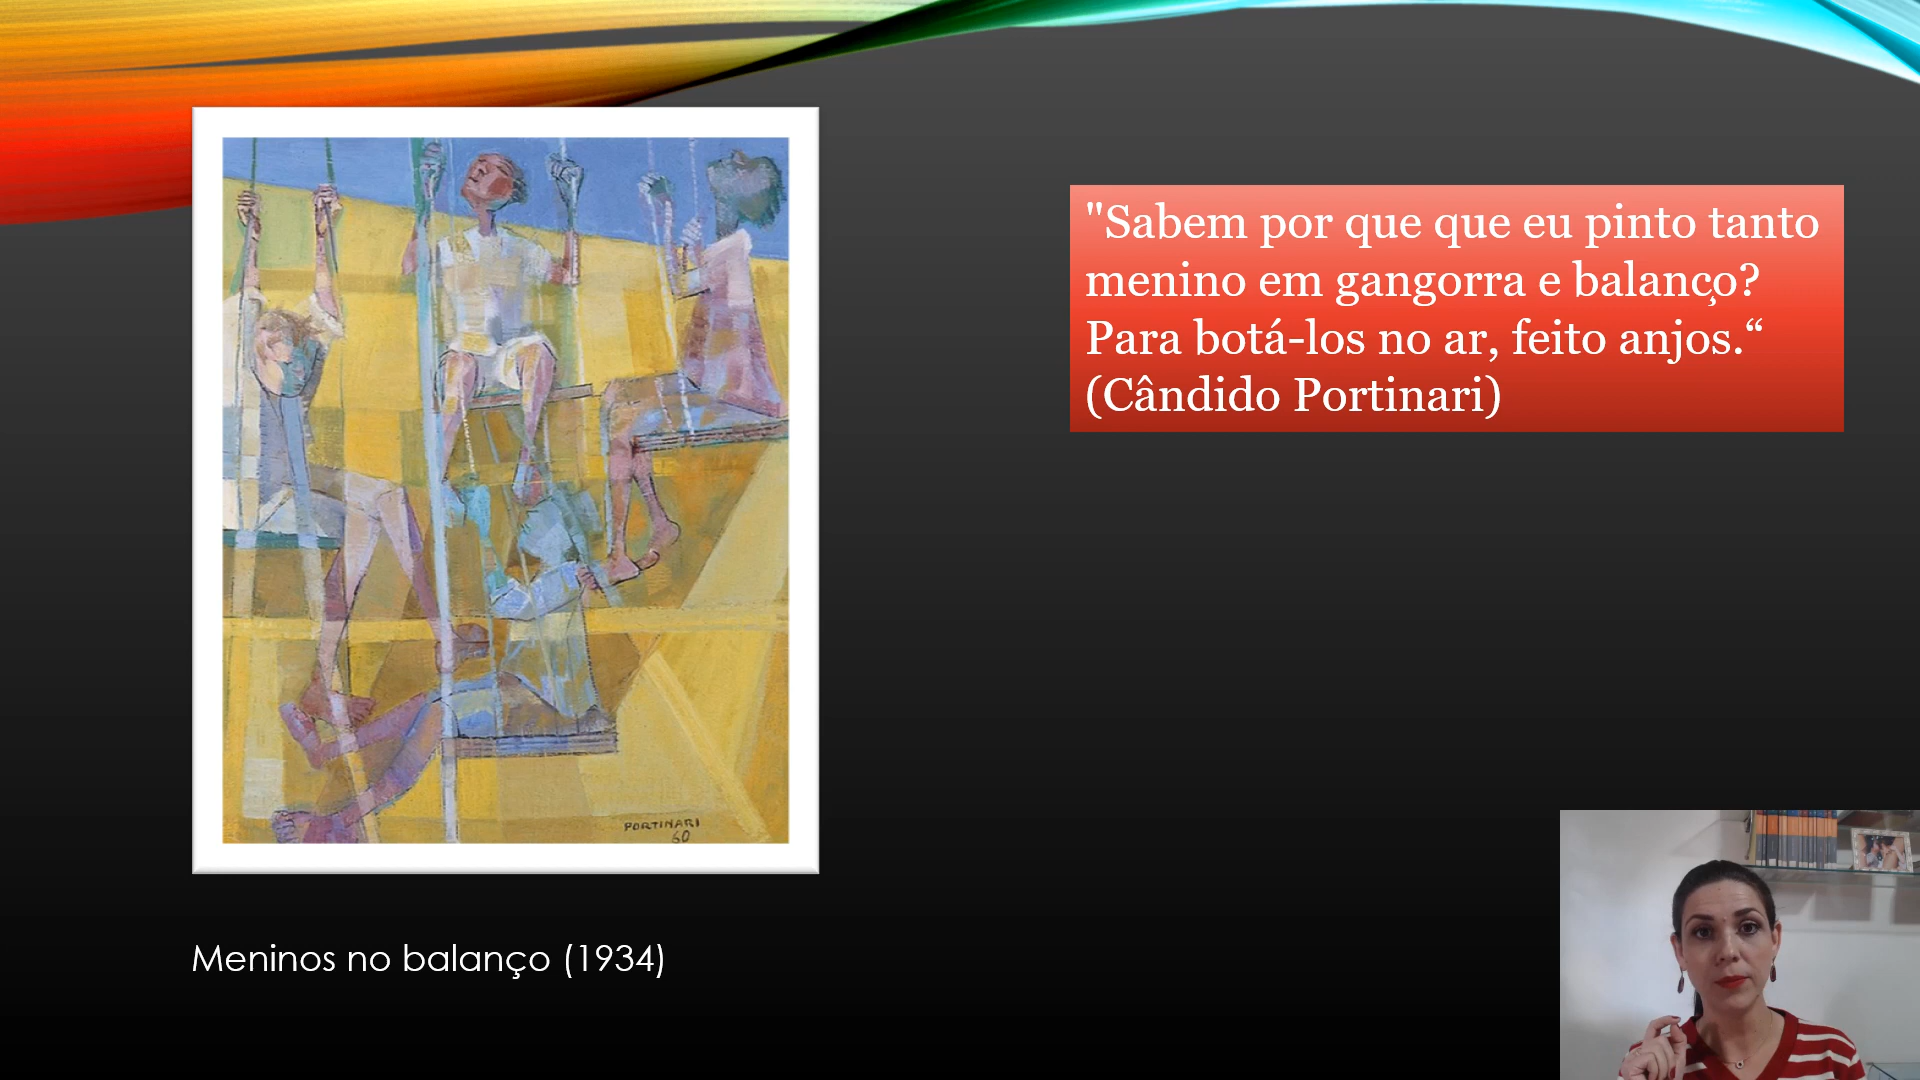 "Sabem por que que eu pinto tanto
menino em gangorra e balanço?
Para botá-los no ar, feito anjos.“
(Cândido Portinari)
PORTINARI
60
Meninos no balanço (1934)